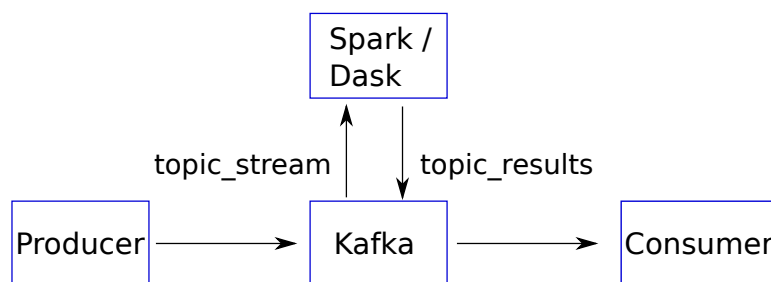 Spark /
Dask
topic_stream
topic_results
Producer
Kafka
Consumer